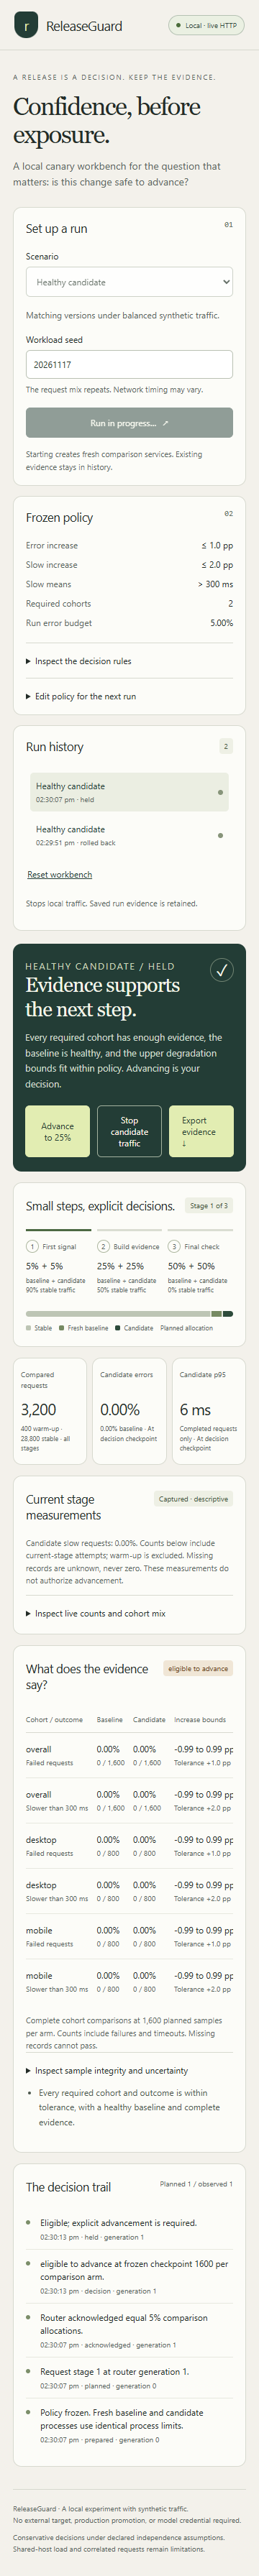 r ReleaseGuard
Local · live HTTP
A RELEASE IS A DECISION. KEEP THE EVIDENCE.
Confidence, before
exposure.
A local canary workbench for the question that
matters: is this change safe to advance?
Set up a run
01
Scenario
Healthy candidate
Matching versions under balanced synthetic traffic.
Workload seed
20261117
The request mix repeats. Network timing may vary.
Run in progress... ↗
Starting creates fresh comparison services. Existing
evidence stays in history.
Frozen policy
02
Error increase ≤ 1.0 pp
Slow increase ≤ 2.0 pp
Slow means > 300 ms
Required cohorts 2
Run error budget 5.00%
▶ Inspect the decision rules
▶ Edit policy for the next run
Run history
2
Healthy candidate
02:30:07 pm · held
Healthy candidate
02:29:51 pm · rolled back
Reset workbench
Stops local traffic. Saved run evidence is retained.
HEALTHY CANDIDATE / HELD
✓
Evidence supports
the next step.
Every required cohort has enough evidence, the
baseline is healthy, and the upper degradation
bounds fit within policy. Advancing is your
decision.
Advance
to 25%
Stop
candidate
traffic
Export
evidence
↓
Small steps, explicit decisions.
Stage 1 of 3
1 First signal
5% + 5%
baseline + candidate
90% stable traffic
2 Build evidence
25% + 25%
baseline + candidate
50% stable traffic
3 Final check
50% + 50%
baseline + candidate
0% stable traffic
Stable Fresh baseline Candidate Planned allocation
Compared
requests
3,200
400 warm-up ·
28,800 stable · all
stages
Candidate errors
0.00%
0.00% baseline · At
decision checkpoint
Candidate p95
6 ms
Completed requests
only · At decision
checkpoint
Current stage
measurements
Captured · descriptive
Candidate slow requests: 0.00%. Counts below include
current-stage attempts; warm-up is excluded. Missing
records are unknown, never zero. These measurements do
not authorize advancement.
▶ Inspect live counts and cohort mix
What does the evidence
say?
eligible to advance
Cohort / outcome Baseline Candidate Increase bounds
overall 0.00% 0.00% -0.99 to 0.99 pp
Failed requests 0 / 1,600 0 / 1,600 Tolerance +1.0 pp
overall 0.00% 0.00% -0.99 to 0.99 pp
Slower than 300 ms 0 / 1,600 0 / 1,600 Tolerance +2.0 pp
desktop 0.00% 0.00% -0.99 to 0.99 pp
Failed requests 0 / 800 0 / 800 Tolerance +1.0 pp
desktop 0.00% 0.00% -0.99 to 0.99 pp
Slower than 300 ms 0 / 800 0 / 800 Tolerance +2.0 pp
mobile 0.00% 0.00% -0.99 to 0.99 pp
Failed requests 0 / 800 0 / 800 Tolerance +1.0 pp
mobile 0.00% 0.00% -0.99 to 0.99 pp
Slower than 300 ms 0 / 800 0 / 800 Tolerance +2.0 pp
Complete cohort comparisons at 1,600 planned samples
per arm. Counts include failures and timeouts. Missing
records cannot pass.
▶ Inspect sample integrity and uncertainty
• Every required cohort and outcome is within
tolerance, with a healthy baseline and complete
evidence.
The decision trail
Planned 1 / observed 1
Eligible; explicit advancement is required.
02:30:13 pm · held · generation 1
eligible to advance at frozen checkpoint 1600 per
comparison arm.
02:30:13 pm · decision · generation 1
Router acknowledged equal 5% comparison
allocations.
02:30:07 pm · acknowledged · generation 1
Request stage 1 at router generation 1.
02:30:07 pm · planned · generation 0
Policy frozen. Fresh baseline and candidate
processes use identical process limits.
02:30:07 pm · prepared · generation 0
ReleaseGuard · A local experiment with synthetic traffic.
No external target, production promotion, or model credential required.
Conservative decisions under declared independence assumptions.
Shared-host load and correlated requests remain limitations.